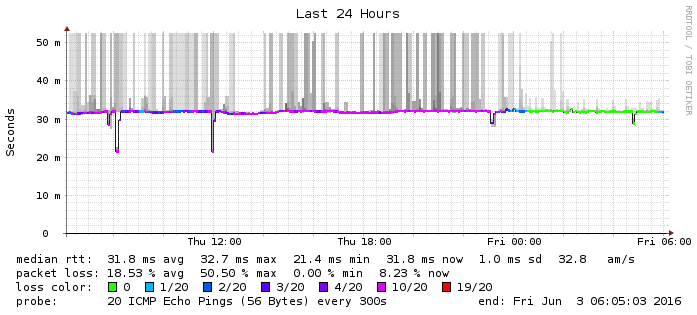 Last 24 Hours
RRDTOOL / TOBI OETIKER
Seconds
50 m
40 m
30 m
20 m
10 m
0
Thu 12:00 Thu 18:00 Fri 00:00 Fri 06:00
median rtt: 31.8 ms avg 32.7 ms max 21.4 ms min 31.8 ms now 1.0 ms sd 32.8 am/s
packet loss: 18.53 % avg 50.50 % max 0.00 % min 8.23 % now
loss color: 0 1/20 2/20 3/20 4/20 10/20 19/20
probe: 20 ICMP Echo Pings (56 Bytes) every 300s end: Fri Jun 3 06:05:03 2016